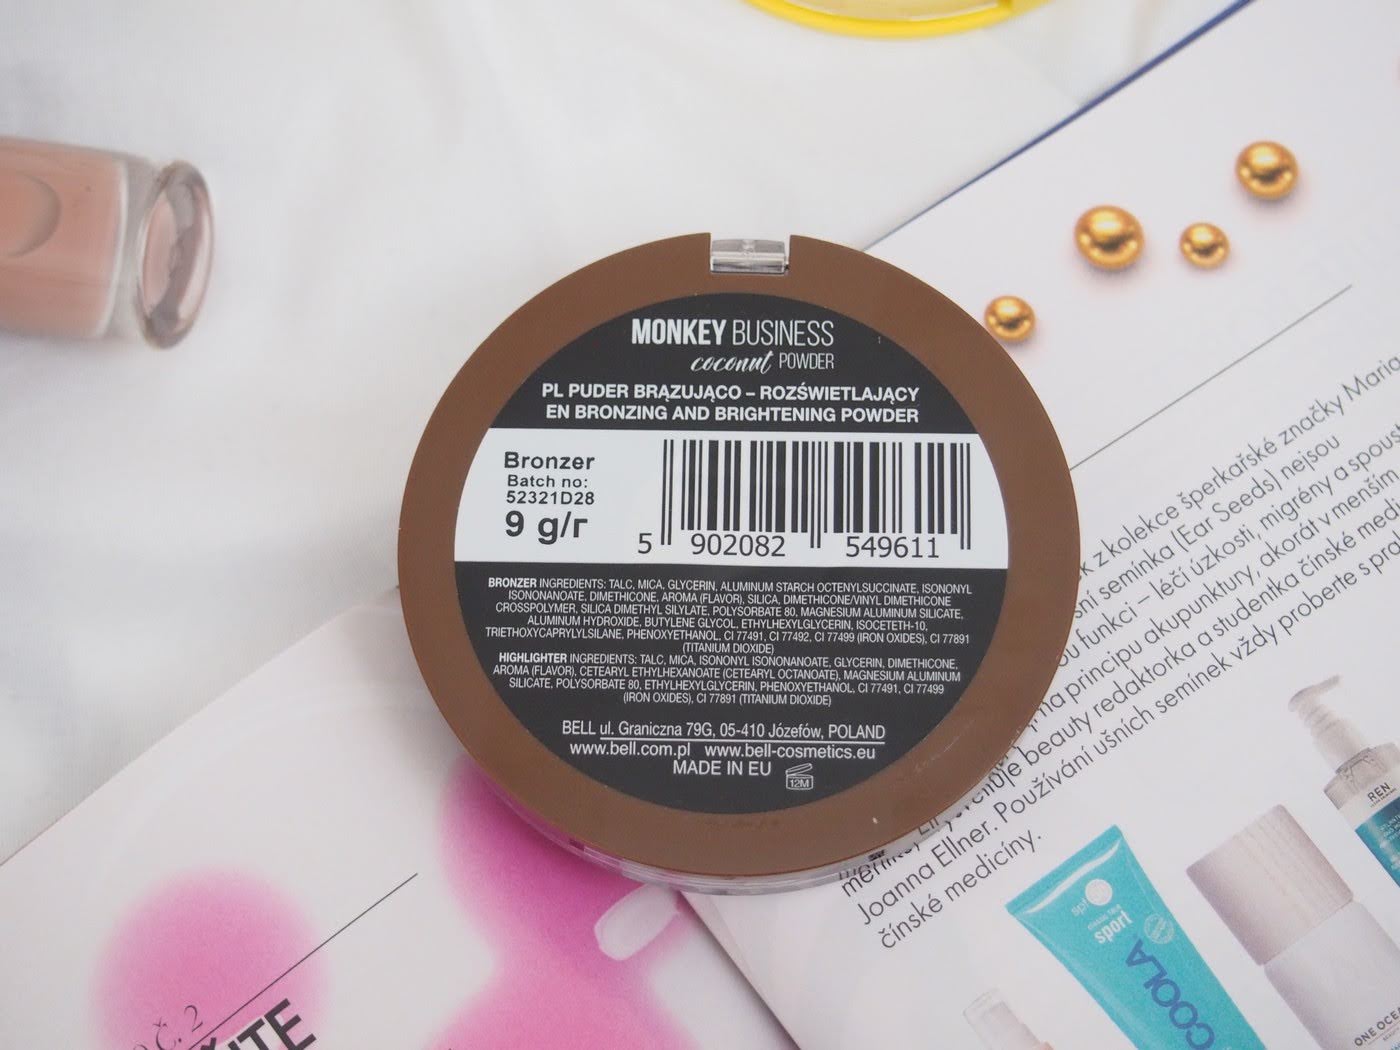 MONKEY BUSINESS
coconut POWDER
PL PUDER BRĄZUJĄCO – ROZŚWIETLAJĄCY
EN BRONZING AND BRIGHTENING POWDER
Bronzer
Batch no:
52321D28
9 g/г
5 902082 549611
BRONZER INGREDIENTS: TALC, MICA, GLYCERIN, ALUMINUM STARCH OCTENYLSUCCINATE, ISONONYL
ISONONANOATE, DIMETHICONE, AROMA (FLAVOR), SILICA, DIMETHICONE/VINYL DIMETHICONE
CROSSPOLYMER, SILICA DIMETHYL SILYLATE, POLYSORBATE 80, MAGNESIUM ALUMINUM SILICATE,
ALUMINUM HYDROXIDE, BUTYLENE GLYCOL, ETHYLHEXYLGLYCERIN, ISOCETETH-10,
TRIETHOXYCAPRYLYLSILANE, PHENOXYETHANOL, CI 77491, CI 77492, CI 77499 (IRON OXIDES), CI 77891
(TITANIUM DIOXIDE)
HIGHLIGHTER INGREDIENTS: TALC, MICA, ISONONYL ISONONANOATE, GLYCERIN, DIMETHICONE,
AROMA (FLAVOR), CETEARYL ETHYLHEXANOATE (CETEARYL OCTANOATE), MAGNESIUM ALUMINUM
SILICATE, POLYSORBATE 80, ETHYLHEXYLGLYCERIN, PHENOXYETHANOL, CI 77491, CI 77499
(IRON OXIDES), CI 77891 (TITANIUM DIOXIDE)
BELL ul. Graniczna 79G, 05-410 Józefów, POLAND
www.bell.com.pl www.bell-cosmetics.eu
MADE IN EU
12M
z kolekce šperkařské značky Maria
semínka (Ear Seeds) nejsou
funkci – léčí úzkosti, migrény a
na principu akupunktury, akorát v menším
beauty redaktorka a studentka čínské
Joanna Ellner. Používání ušních semínek vždy proberte s
čínské medicíny.
č. 2
sport
COOLA
REN